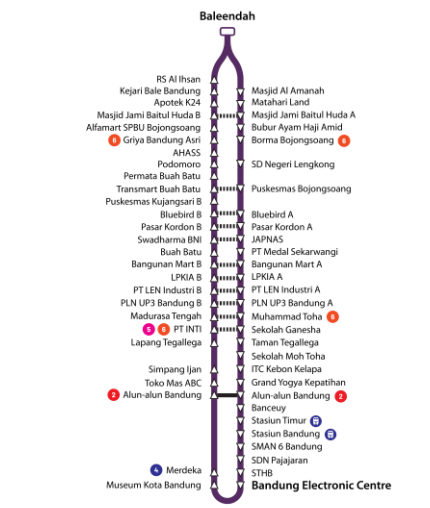 Baleendah
RS Al Ihsan
Kejari Bale Bandung
Masjid Al Amanah
Apotek K24
Matahari Land
Masjid Jami Baitul Huda B
Masjid Jami Baitul Huda A
Alfamart SPBU Bojongsoang
Bubur Ayam Haji Amid
6 Griya Bandung Asri
Borma Bojongsoang 6
AHASS
Podomoro
SD Negeri Lengkong
Permata Buah Batu
Transmart Buah Batu
Puskesmas Bojongsoang
Puskesmas Kujangsari B
Bluebird B
Bluebird A
Pasar Kordon B
Pasar Kordon A
Swadharma BNI
JAPNAS
Buah Batu
PT Medal Sekarwangi
Bangunan Mart B
Bangunan Mart A
LPKIA B
LPKIA A
PT LEN Industri B
PT LEN Industri A
PLN UP3 Bandung B
PLN UP3 Bandung A
Madurasa Tengah
Muhammad Toha 6
5 6 PT INTI
Sekolah Ganesha
Lapang Tegallega
Taman Tegallega
Sekolah Moh Toha
Simpang Ijan
ITC Kebon Kelapa
Toko Mas ABC
Grand Yogya Kepatihan
2 Alun-alun Bandung
Alun-alun Bandung 2
Banceuy
Stasiun Timur
Stasiun Bandung
SMAN 6 Bandung
SDN Pajajaran
4 Merdeka
STHB
Museum Kota Bandung
Bandung Electronic Centre